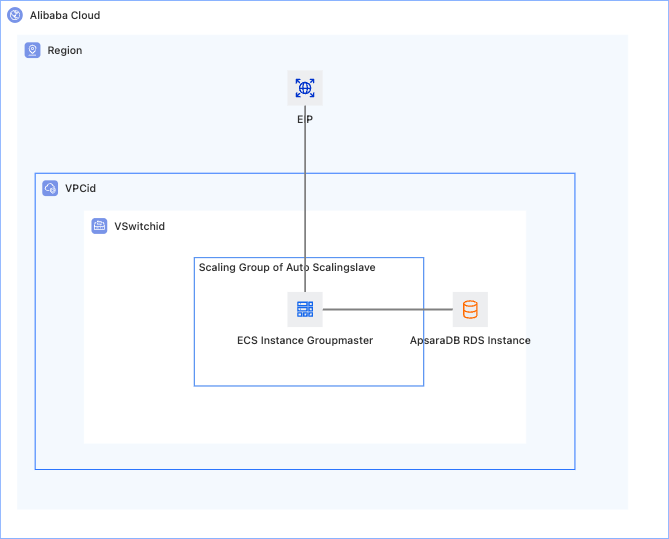 Alibaba Cloud
Region
EIP
VPCid
VSwitchid
Scaling Group of Auto Scalingslave
ECS Instance Groupmaster
ApsaraDB RDS Instance